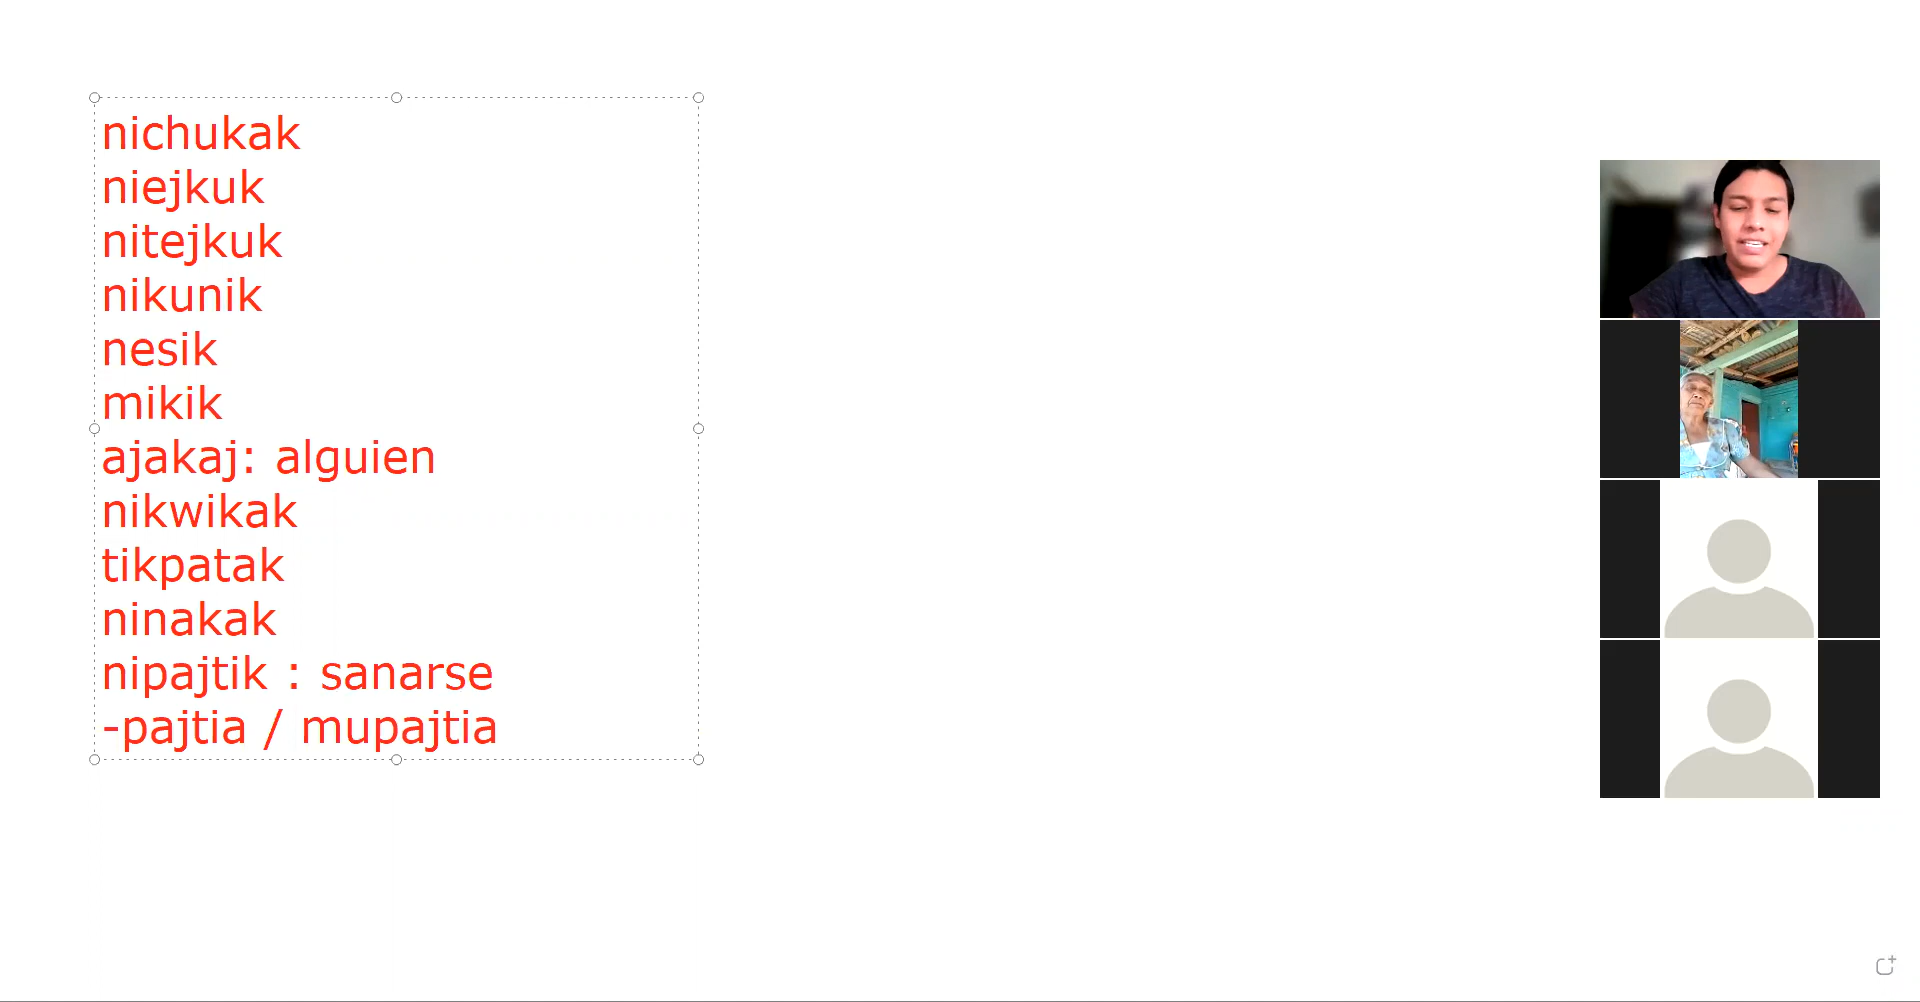 nichukak
niejkuk
nitejkuk
nikunik
nesik
mikik
ajakaj: alguien
nikwikak
tikpatak
ninakak
nipajtik : sanarse
-pajtia / mupajtia